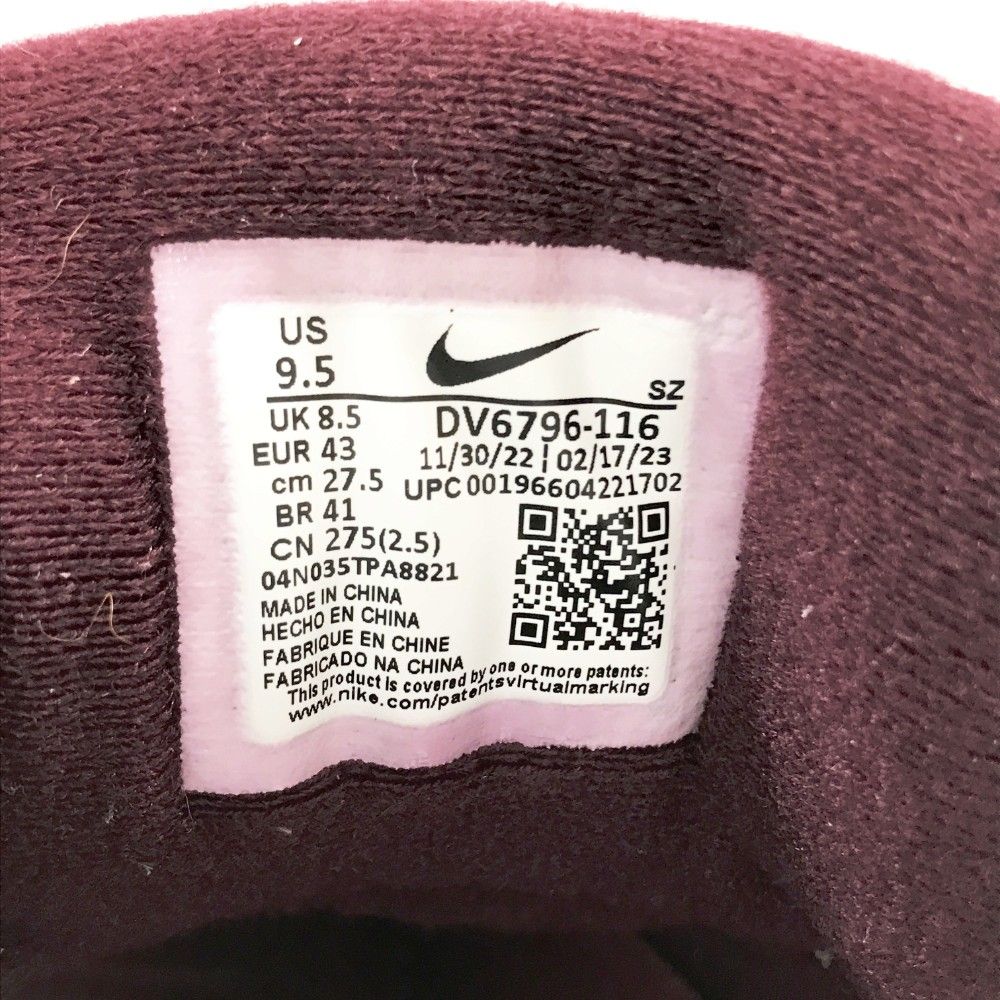 US
9.5
SZ
UK 8.5
DV6796-116
EUR 43
11/30/22 | 02/17/23
cm 27.5
UPC 00196604221702
BR 41
CN 275(2.5)
04N035TPA8821
MADE IN CHINA
HECHO EN CHINA
FABRIQUE EN CHINE
FABRICADO NA CHINA
This product is covered by one or more patents:
www.nike.com/patentsvirtualmarking